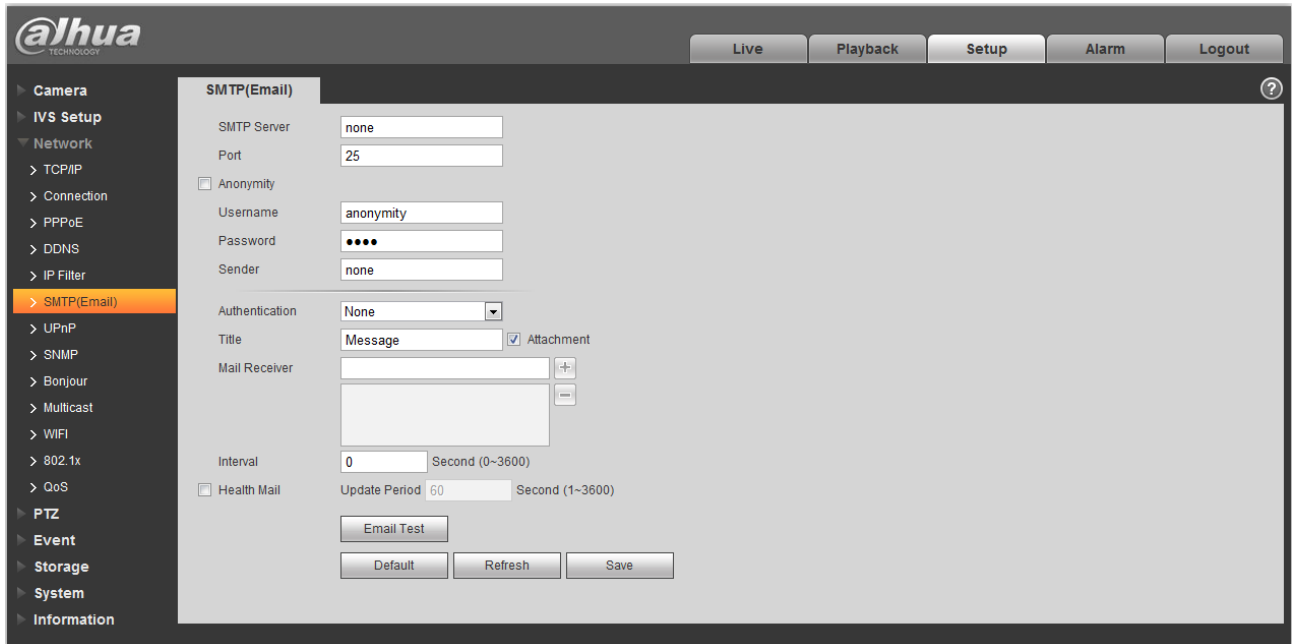 alhua
TECHNOLOGY
Live Playback Setup Alarm Logout
Camera
IVS Setup
Network
TCP/IP
Connection
PPPoE
DDNS
IP Filter
SMTP(Email)
UPnP
SNMP
Bonjour
Multicast
WIFI
802.1x
QoS
PTZ
Event
Storage
System
Information
SMTP(Email) ?
SMTP Server none
Port 25
Anonymity
Username anonymity
Password ••••
Sender none
Authentication None
Title Message Attachment
Mail Receiver
Interval 0 Second (0~3600)
Health Mail Update Period 60 Second (1~3600)
Email Test
Default Refresh Save